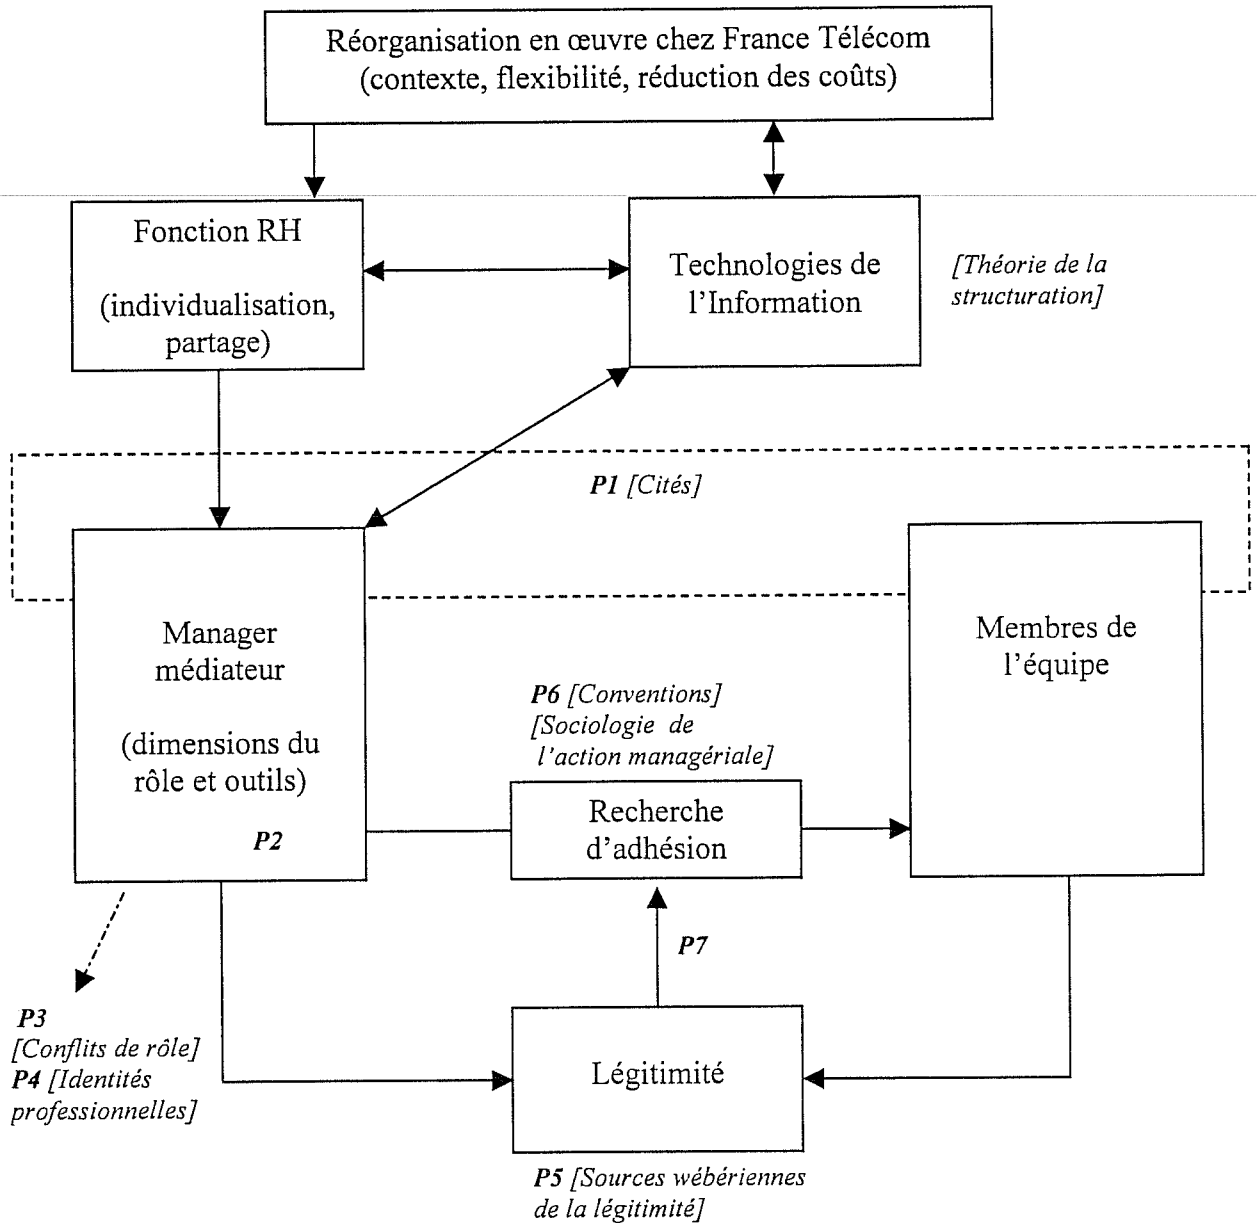 Réorganisation en œuvre chez France Télécom
(contexte, flexibilité, réduction des coûts)
Fonction RH
(individualisation,
partage)
Technologies de
l'Information
[Théorie de la
structuration]
P1 [Cités]
Manager
médiateur
(dimensions du
rôle et outils)
P2
Membres de
l'équipe
P6 [Conventions]
[Sociologie de
l'action managériale]
Recherche
d'adhésion
P7
P3
[Conflits de rôle]
P4 [Identités
professionnelles]
Légitimité
P5 [Sources wébériennes
de la légitimité]